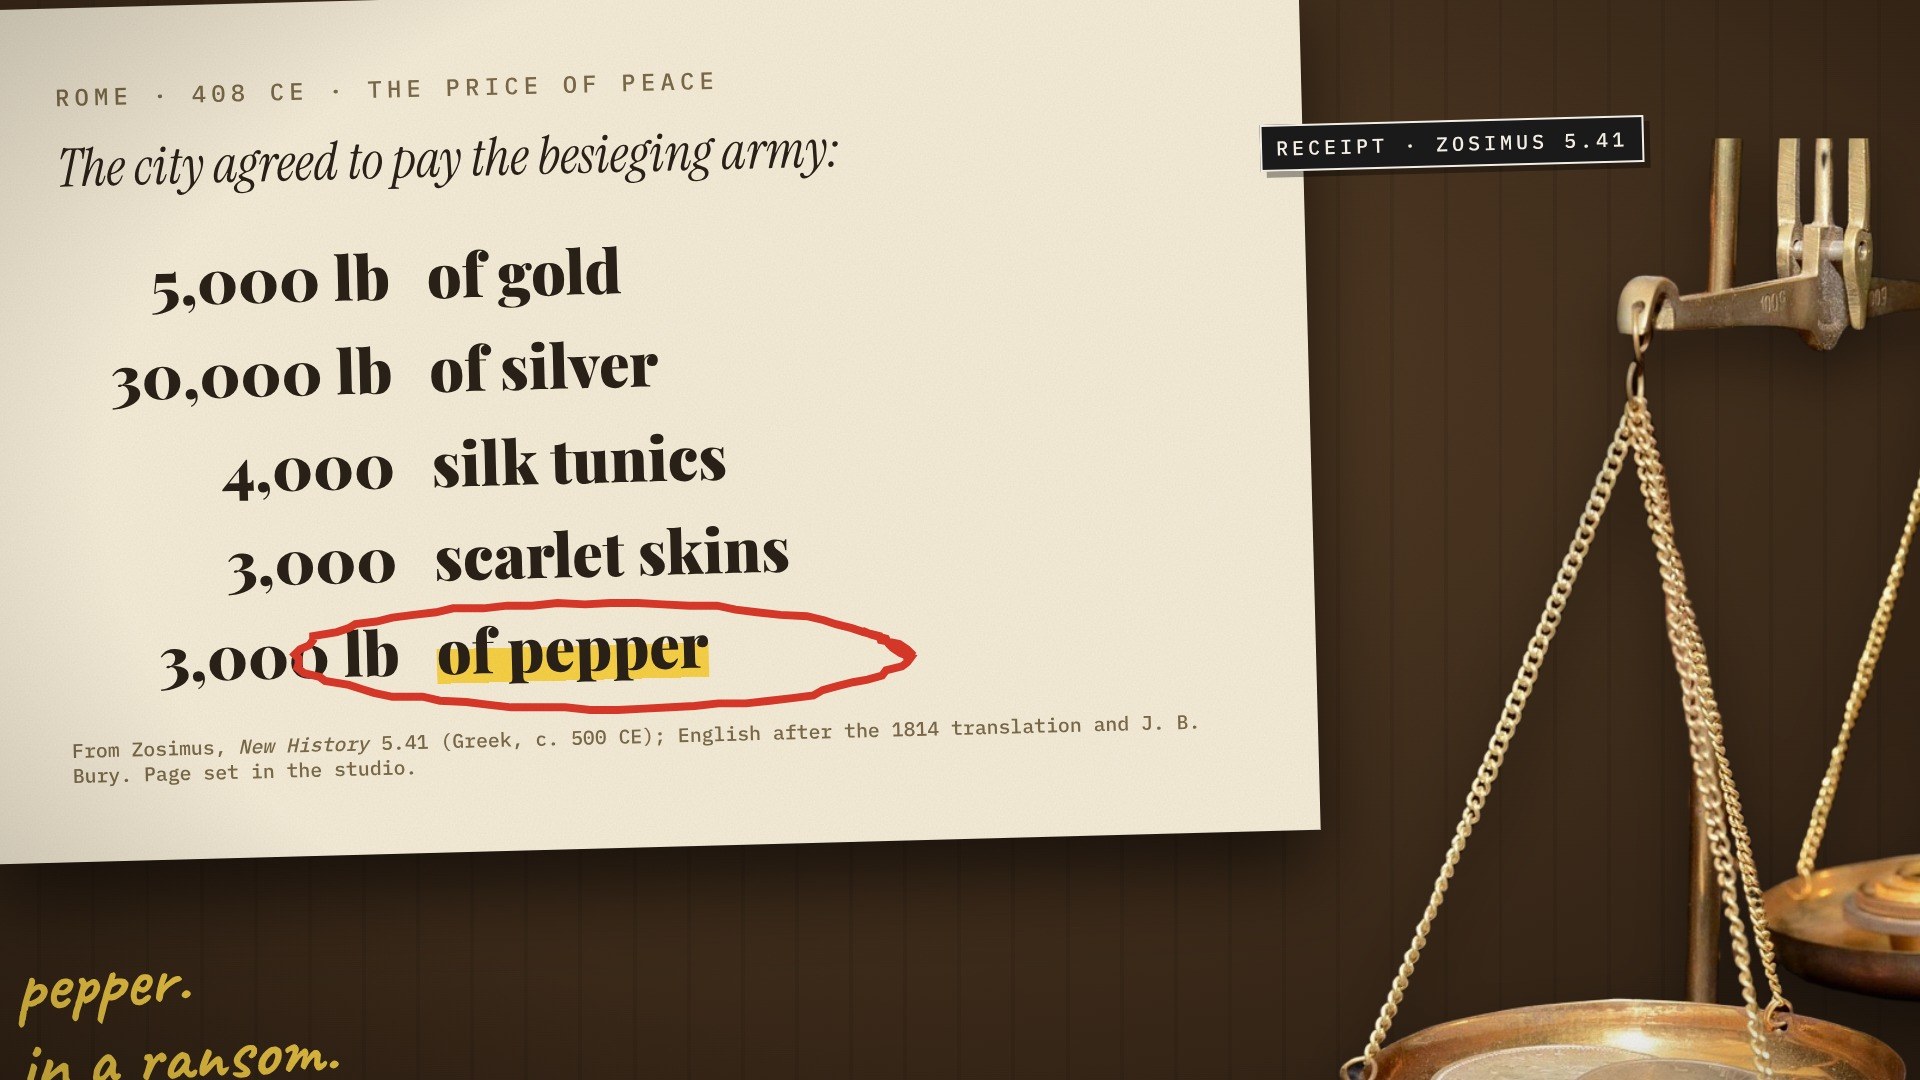 ROME · 408 CE · THE PRICE OF PEACE
The city agreed to pay the besieging army:
5,000 lb of gold
30,000 lb of silver
4,000 silk tunics
3,000 scarlet skins
3,000 lb of pepper
From Zosimus, New History 5.41 (Greek, c. 500 CE); English after the 1814 translation and J. B.
Bury. Page set in the studio.
RECEIPT · ZOSIMUS 5.41
100g
pepper.
in a ransom.